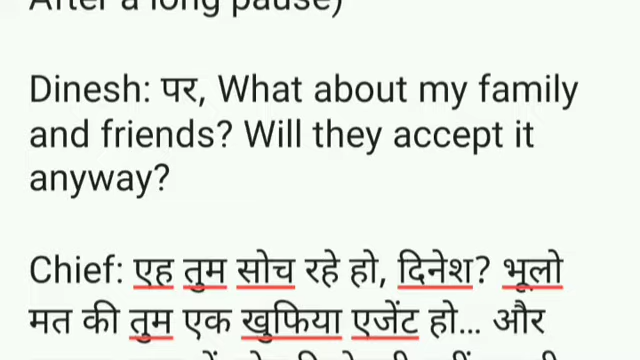 After a long pause)
Dinesh: पर, What about my family
and friends? Will they accept it
anyway?
Chief: एह तुम सोच रहे हो, दिनेश? भूलो
मत की तुम एक खुफिया एजेंट हो... और